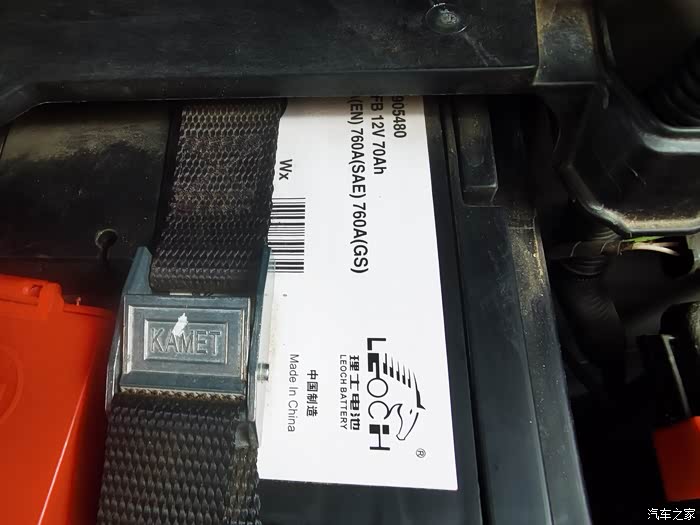 905480
FB 12V 70Ah
(EN) 760A(SAE) 760A(GS)
Wx
LEOCH
理士电池
LEOCH BATTERY
®
中国制造
Made In China
KAMET
汽车之家